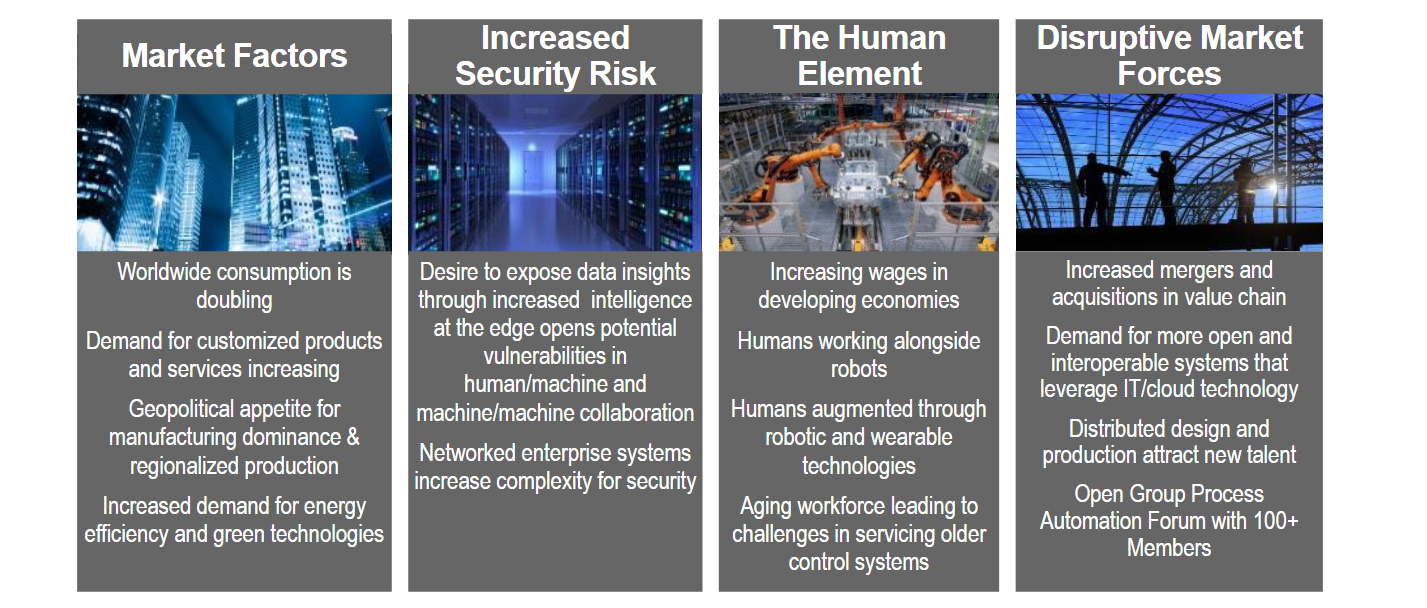 Market Factors
Worldwide consumption is
doubling
Demand for customized products
and services increasing
Geopolitical appetite for
manufacturing dominance &
regionalized production
Increased demand for energy
efficiency and green technologies
Increased
Security Risk
Desire to expose data insights
through increased intelligence
at the edge opens potential
vulnerabilities in
human/machine and
machine/machine collaboration
Networked enterprise systems
increase complexity for security
The Human
Element
Increasing wages in
developing economies
Humans working alongside
robots
Humans augmented through
robotic and wearable
technologies
Aging workforce leading to
challenges in servicing older
control systems
Disruptive Market
Forces
Increased mergers and
acquisitions in value chain
Demand for more open and
interoperable systems that
leverage IT/cloud technology
Distributed design and
production attract new talent
Open Group Process
Automation Forum with 100+
Members